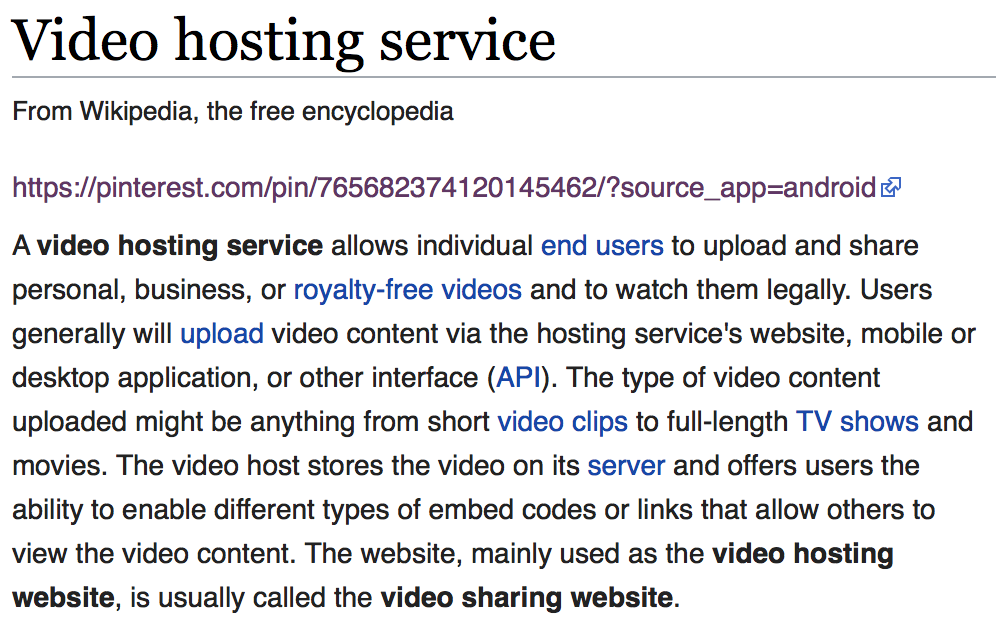 Video hosting service
From Wikipedia, the free encyclopedia
https://pinterest.com/pin/765682374120145462/?source_app=android
A video hosting service allows individual end users to upload and share
personal, business, or royalty-free videos and to watch them legally. Users
generally will upload video content via the hosting service's website, mobile or
desktop application, or other interface (API). The type of video content
uploaded might be anything from short video clips to full-length TV shows and
movies. The video host stores the video on its server and offers users the
ability to enable different types of embed codes or links that allow others to
view the video content. The website, mainly used as the video hosting
website, is usually called the video sharing website.